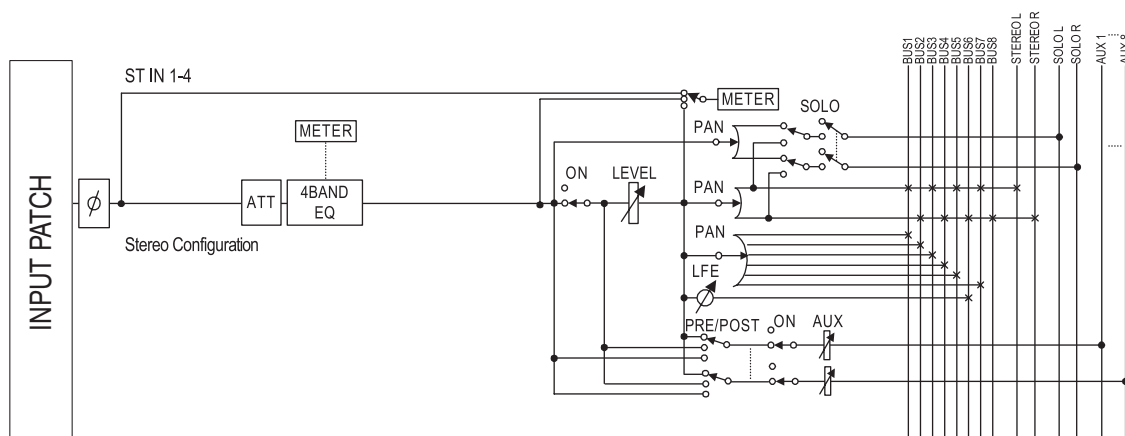 INPUT PATCH
ST IN 1-4
Stereo Configuration
φ
METER
ATT
4BAND
EQ
ON
LEVEL
METER
PAN
SOLO
PAN
PAN
LFE
PRE/POST
ON
AUX
BUS1
BUS2
BUS3
BUS4
BUS5
BUS6
BUS7
BUS8
STEREO L
STEREO R
SOLO L
SOLO R
AUX 1
AUX 8